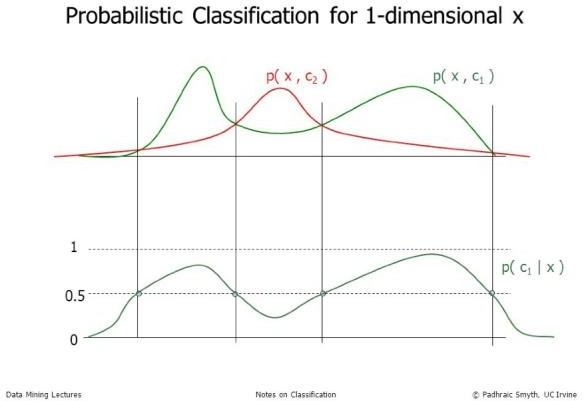 Probabilistic Classification for 1-dimensional x
p( x , c₂ )
p( x , c₁ )
1
p( c₁ | x )
0.5
0
Data Mining Lectures
Notes on Classification
© Padhraic Smyth, UC Irvine